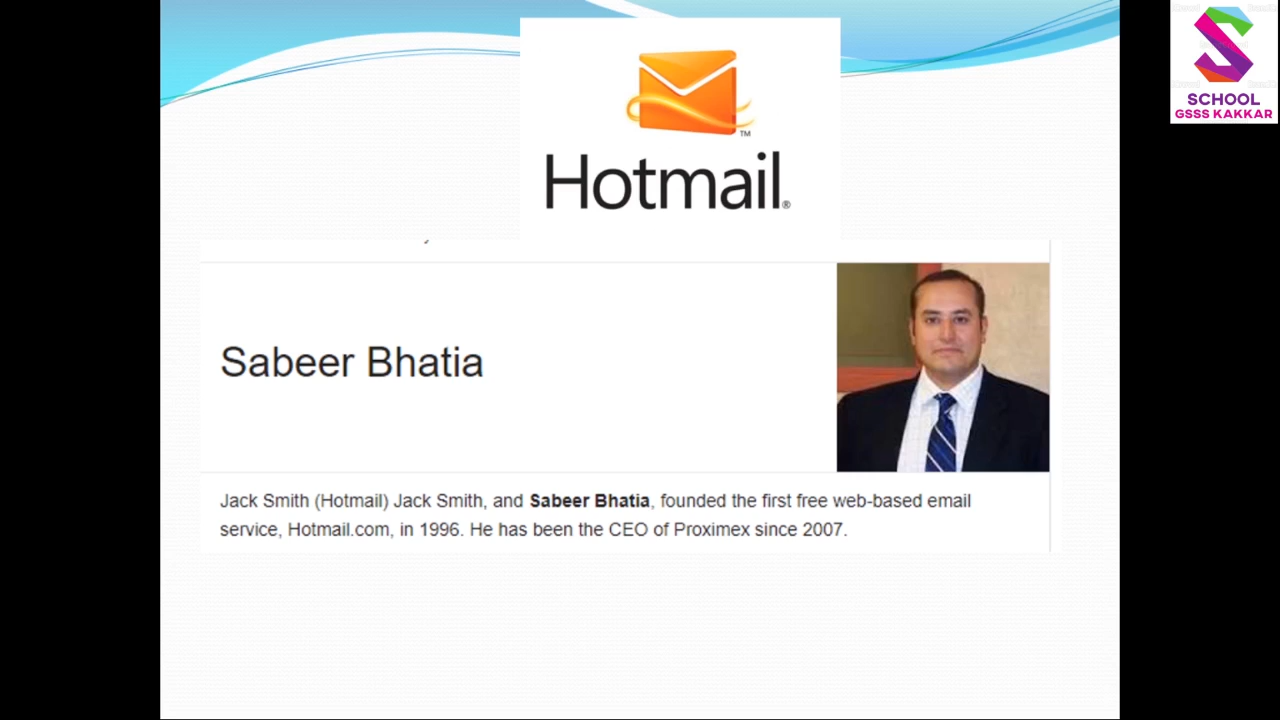 SCHOOL
GSSS KAKKAR
TM
Hotmail®
Sabeer Bhatia
Jack Smith (Hotmail) Jack Smith, and Sabeer Bhatia, founded the first free web-based email
service, Hotmail.com, in 1996. He has been the CEO of Proximex since 2007.